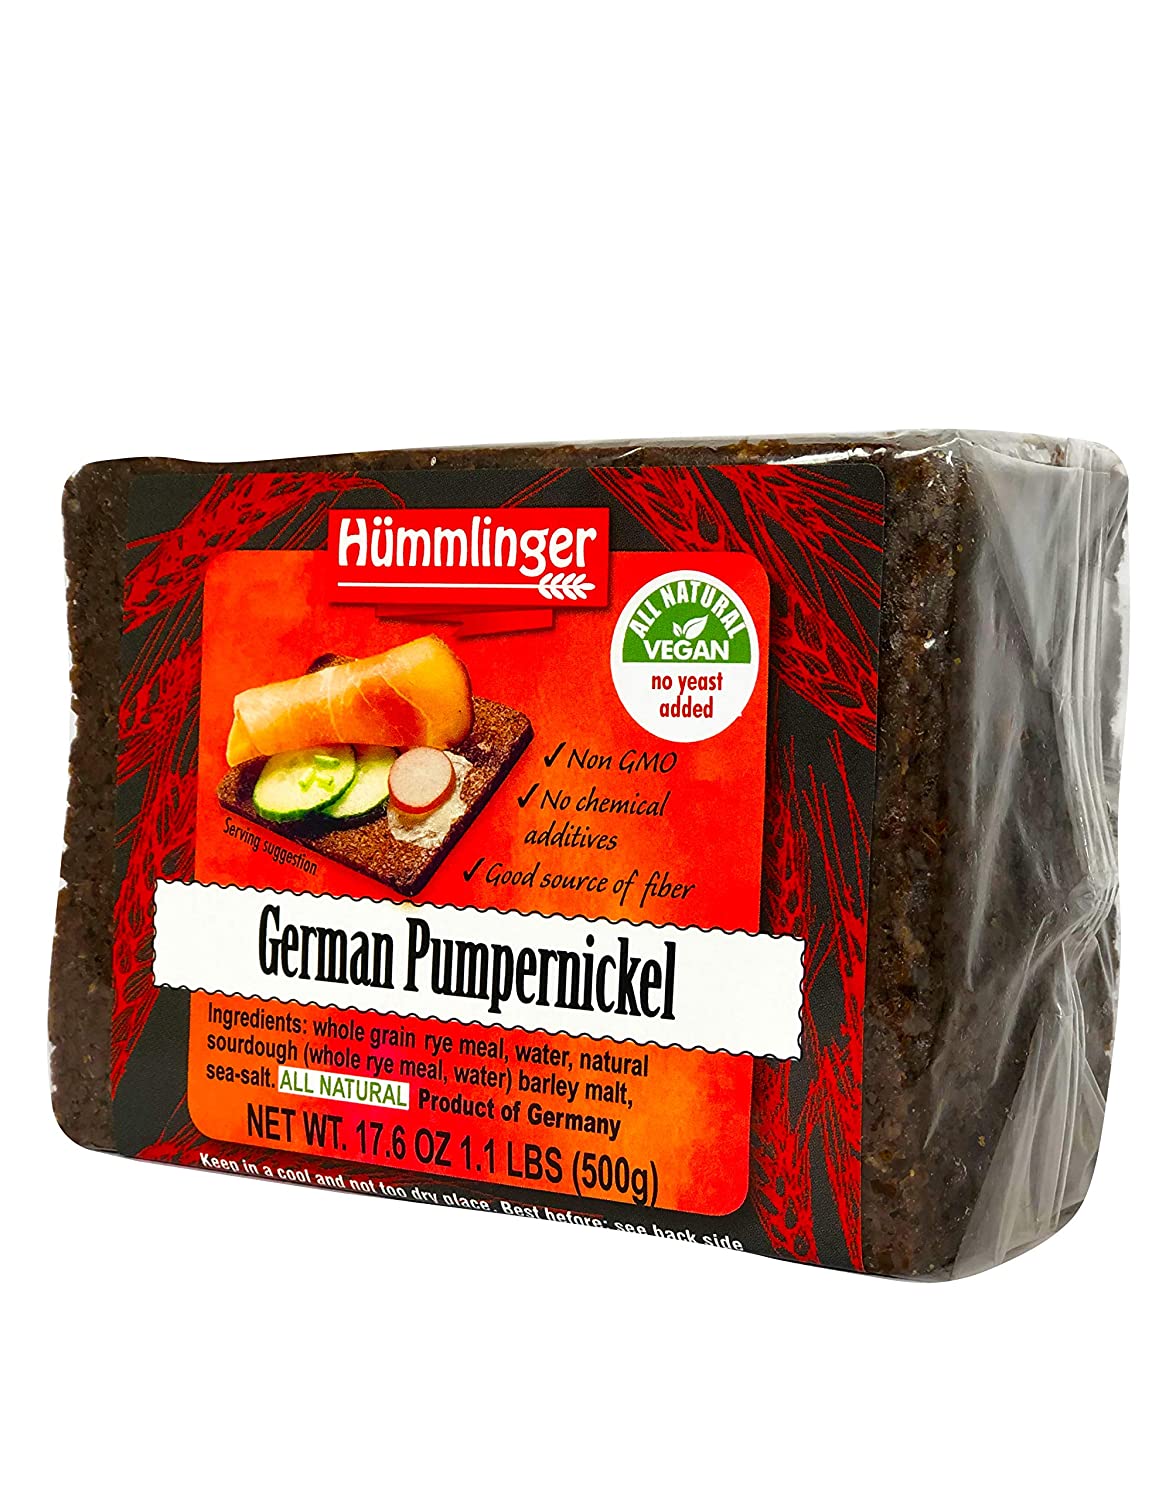 Hümmlinger
ALL NATURAL
VEGAN
no yeast
added
✓ Non GMO
✓ No chemical
additives
✓ Good source of fiber
Serving suggestion
German Pumpernickel
Ingredients: whole grain rye meal, water, natural
sourdough (whole rye meal, water) barley malt,
sea-salt. ALL NATURAL Product of Germany
NET WT. 17.6 OZ 1.1 LBS (500g)
Keep in a cool and not too dry place. Best before: see back side